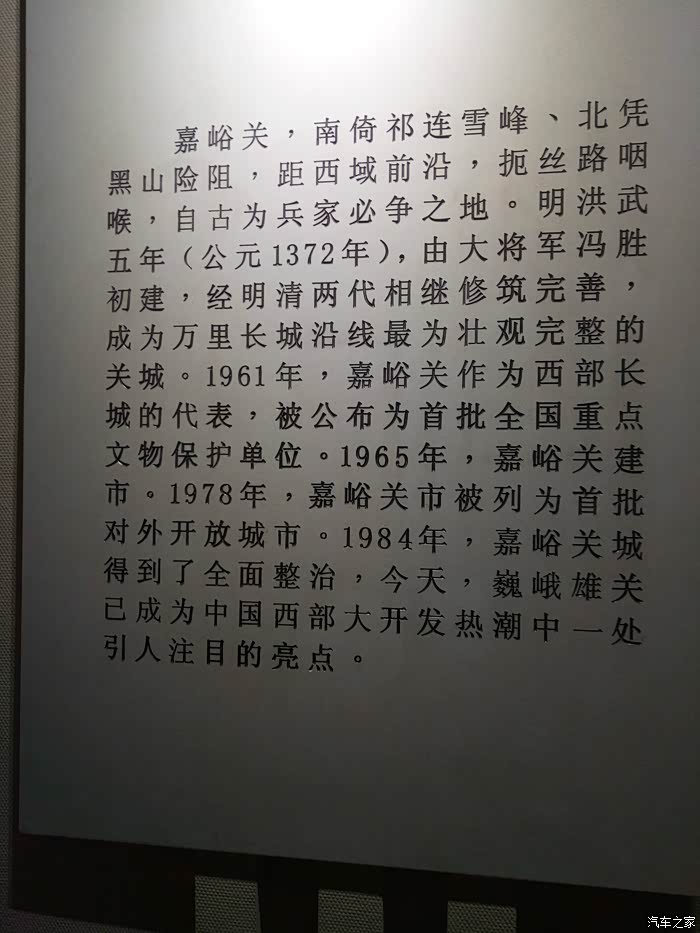 嘉峪关，南倚祁连雪峰、北凭
黑山险阻，距西域前沿，扼丝路咽
喉，自古为兵家必争之地。明洪武
五年（公元1372年），由大将军冯胜
初建，经明清两代相继修筑完善，
成为万里长城沿线最为壮观完整的
关城。1961年，嘉峪关作为西部长
城的代表，被公布为首批全国重点
文物保护单位。1965年，嘉峪关建
市。1978年，嘉峪关市被列为首批
对外开放城市。1984年，嘉峪关城
得到了全面整治，今天，巍峨雄关
已成为中国西部大开发热潮中一处
引人注目的亮点。
汽车之家